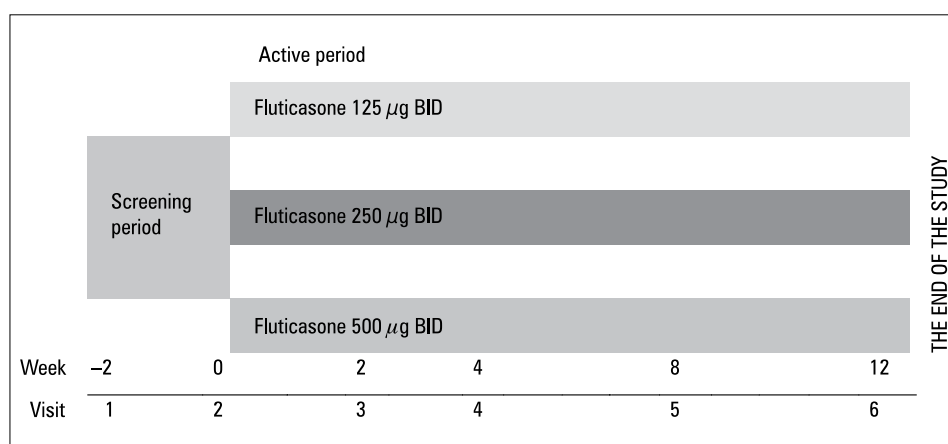 Active period
Fluticasone 125 μg BID
Screening
period
Fluticasone 250 μg BID
Fluticasone 500 μg BID
THE END OF THE STUDY
Week –2 0 2 4 8 12
Visit 1 2 3 4 5 6